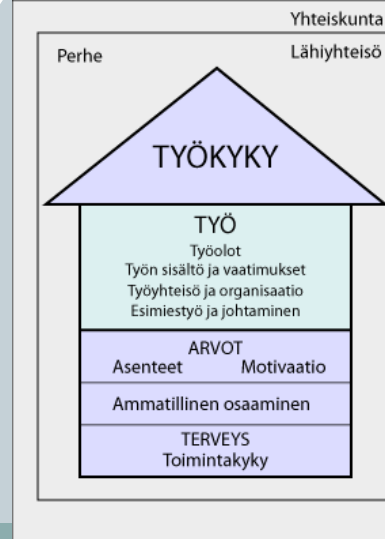 Yhteiskunta
Perhe
Lähiyhteisö
TYÖKYKY
TYÖ
Työolot
Työn sisältö ja vaatimukset
Työyhteisö ja organisaatio
Esimiestyö ja johtaminen
ARVOT
Asenteet Motivaatio
Ammatillinen osaaminen
TERVEYS
Toimintakyky